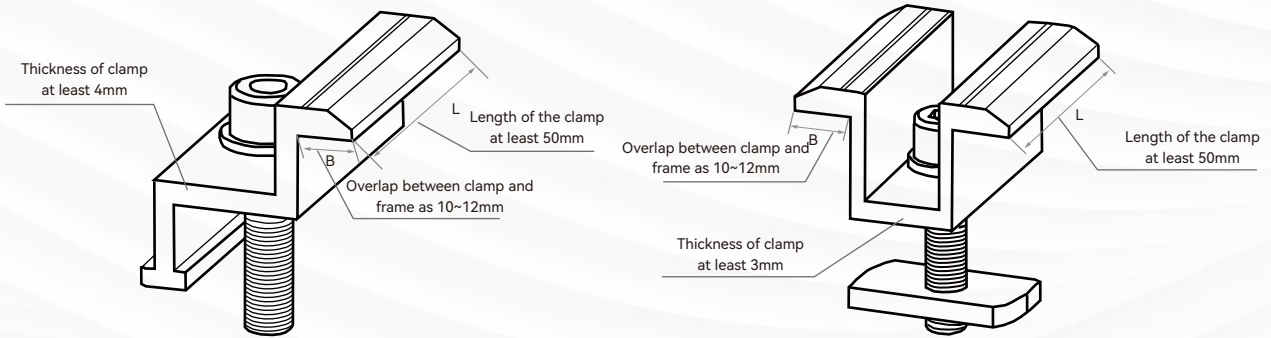 Thickness of clamp
at least 4mm
L
Length of the clamp
at least 50mm
B
Overlap between clamp and
frame as 10~12mm
B
Overlap between clamp and
frame as 10~12mm
L
Length of the clamp
at least 50mm
Thickness of clamp
at least 3mm